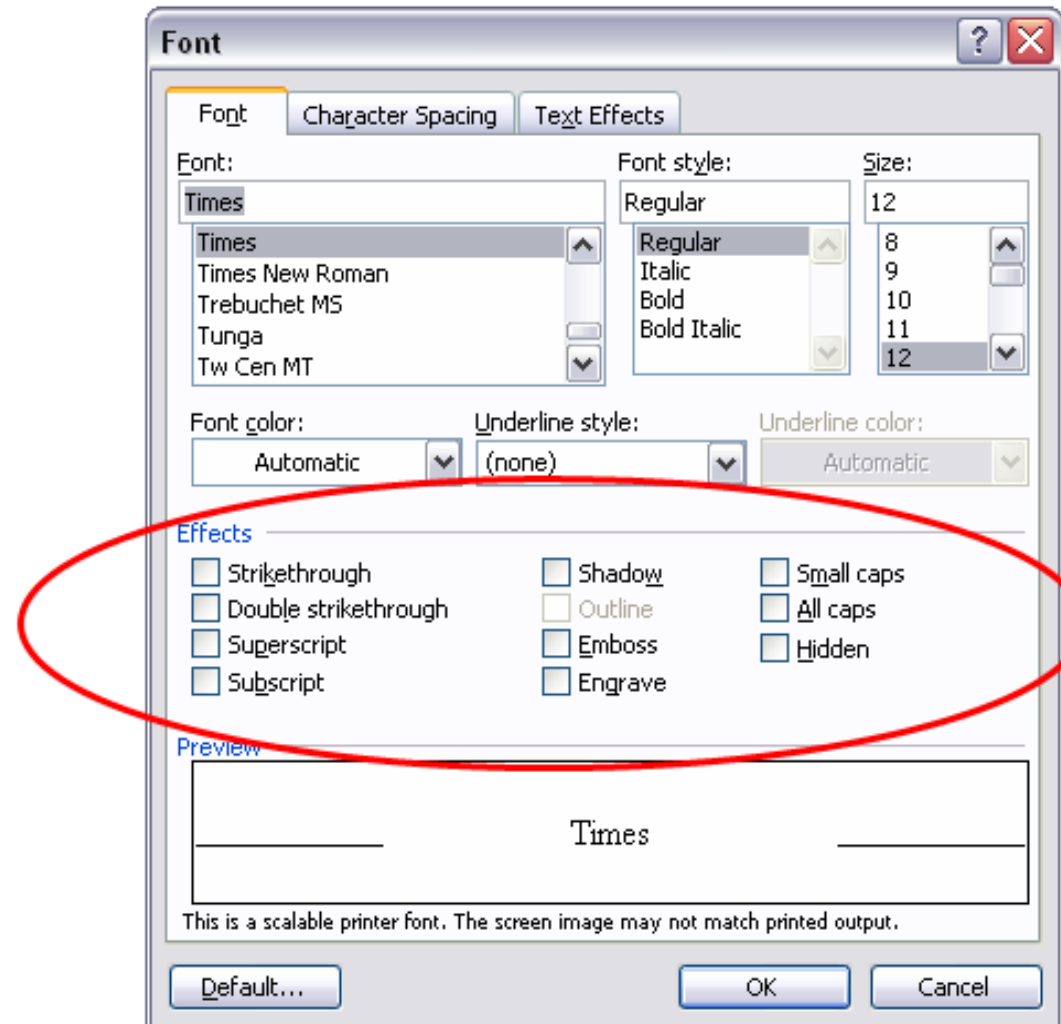 Font
Font Character Spacing Text Effects
Font: Font style: Size:
Times Regular 12
Times Regular 8
Times New Roman Italic 9
Trebuchet MS Bold 10
Tunga Bold Italic 11
Tw Cen MT 12
Font color: Underline style: Underline color:
Automatic (none) Automatic
Effects
Strikethrough Shadow Small caps
Double strikethrough Outline All caps
Superscript Emboss Hidden
Subscript Engrave
Preview
Times
This is a scalable printer font. The screen image may not match printed output.
Default... OK Cancel